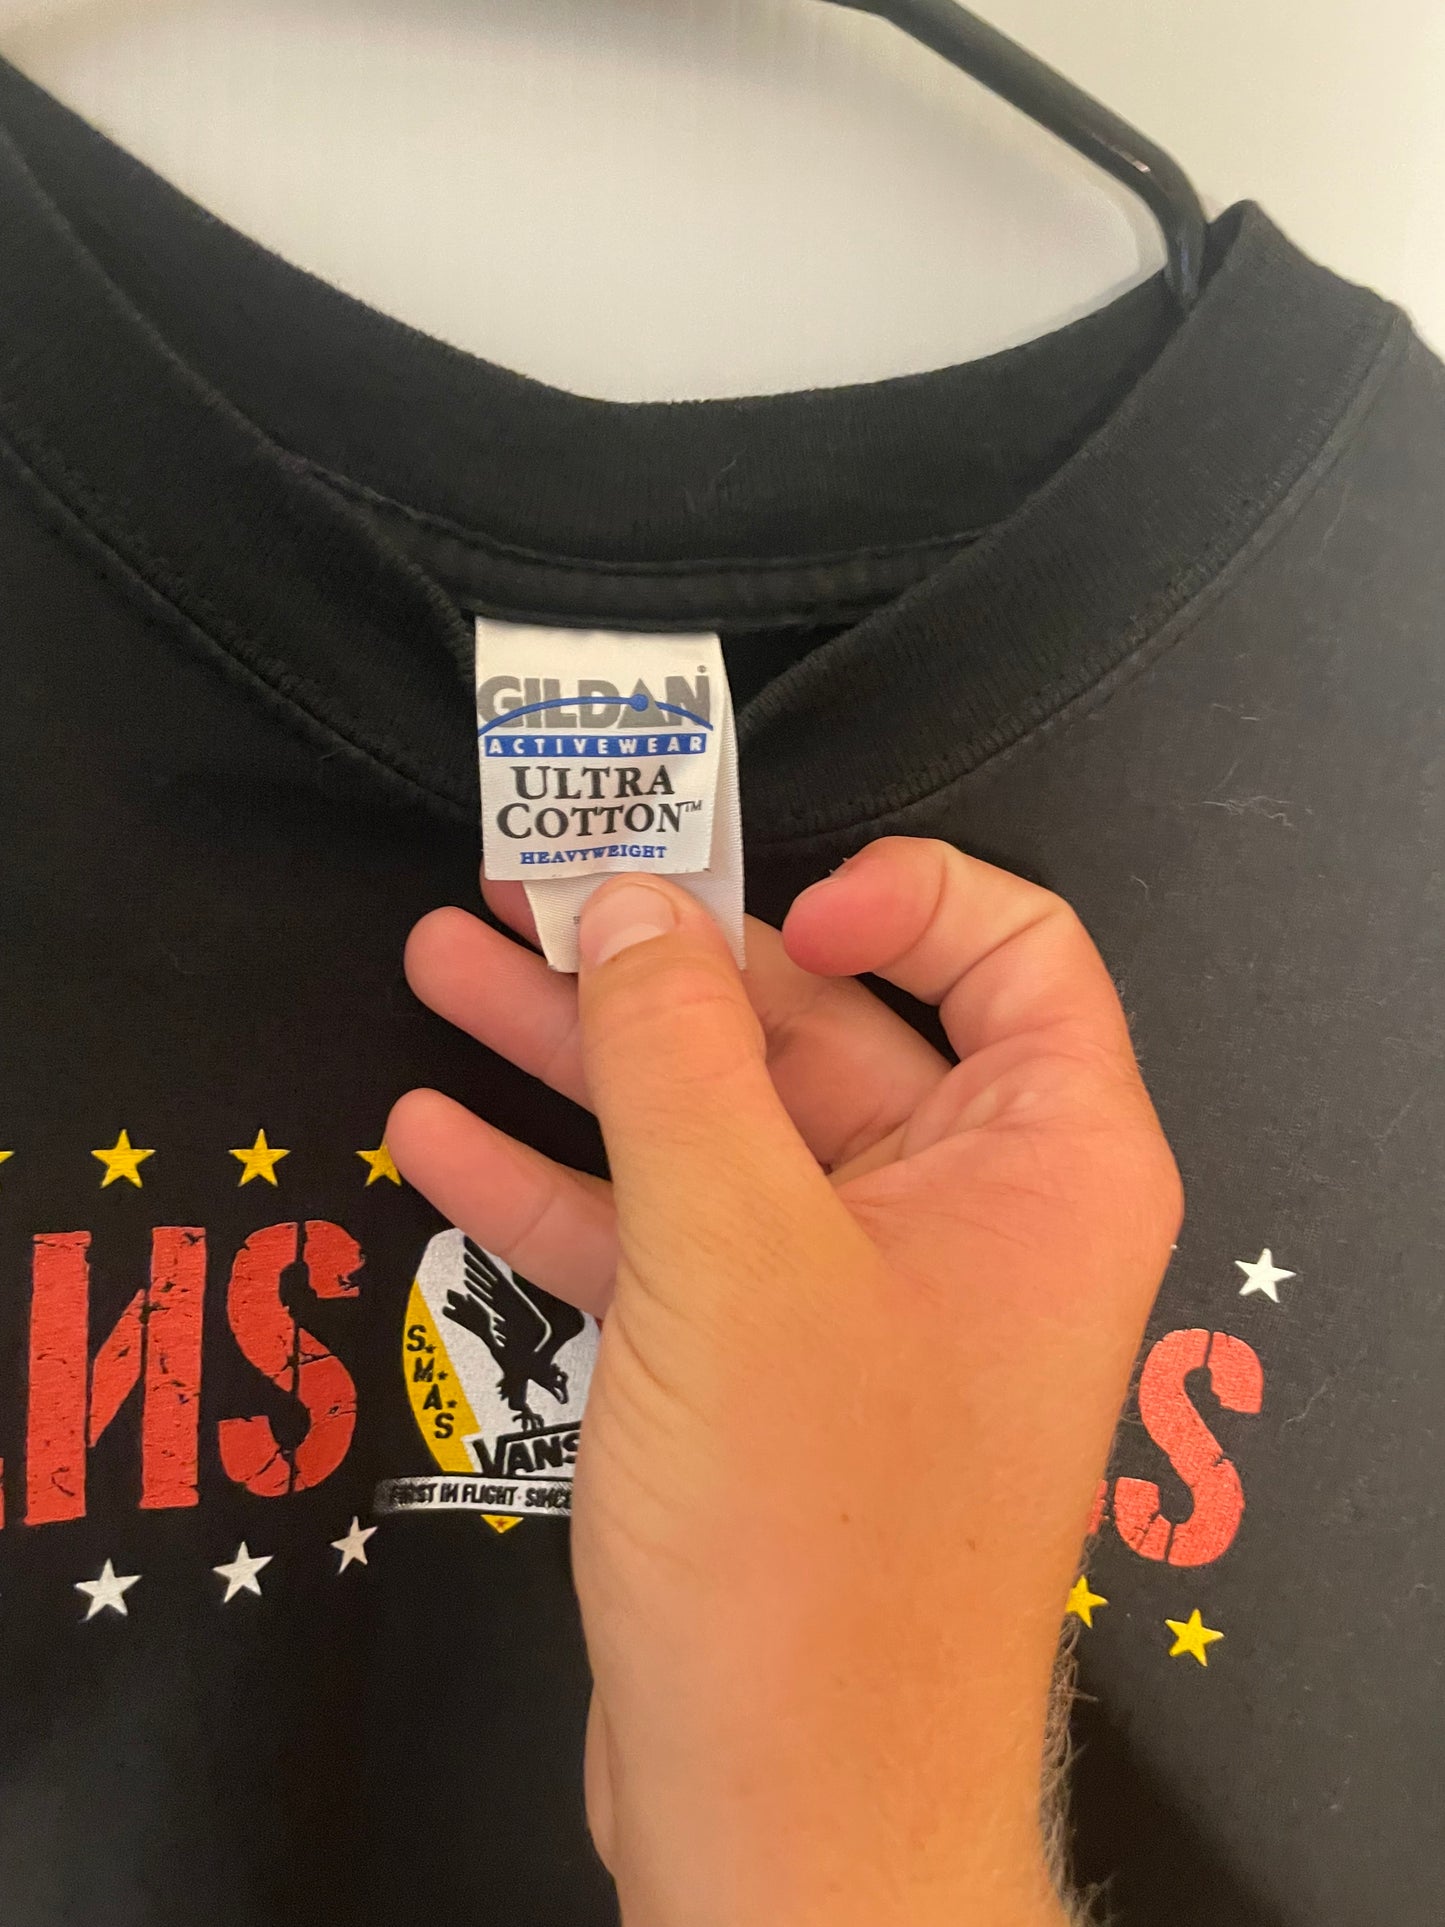 GILDAN®
ACTIVEWEAR
ULTRA
COTTON™
HEAVYWEIGHT
S.M.A.S
VANS
FIRST IN FLIGHT · SINCE